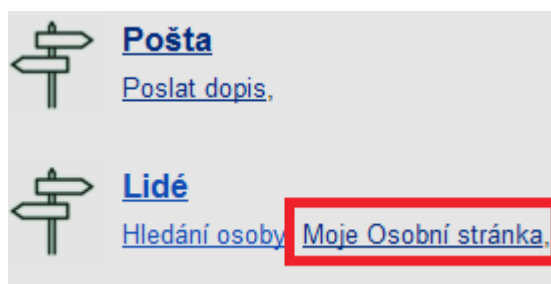 Pošta
Poslat dopis,
Lidé
Hledání osoby Moje Osobní stránka,